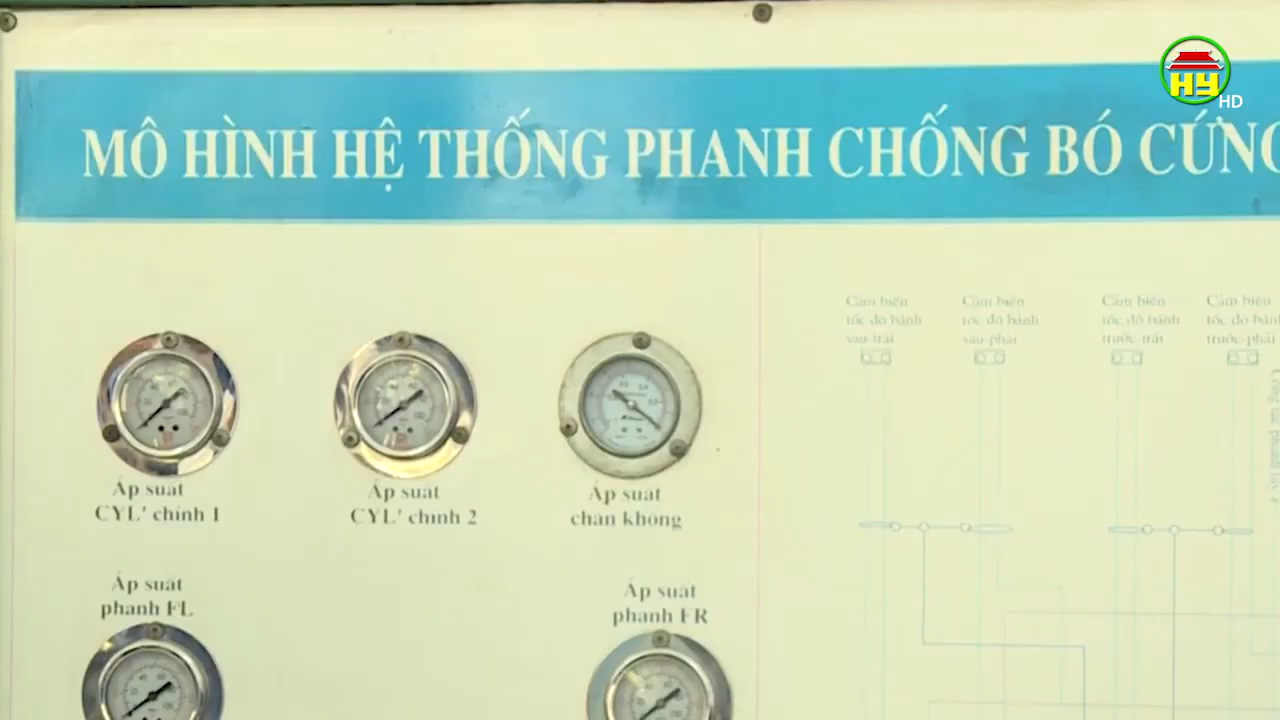 HY
HD
MÔ HÌNH HỆ THỐNG PHANH CHỐNG BÓ CỨNG
Cảm biến
tốc độ bánh
sau-trái
Cảm biến
tốc độ bánh
sau-phải
Cảm biến
tốc độ bánh
trước-trái
Cảm biến
tốc độ bánh
trước-phải
Áp suất
CYL' chính 1
Áp suất
CYL' chính 2
Áp suất
chân không
Áp suất
phanh FL
Áp suất
phanh FR